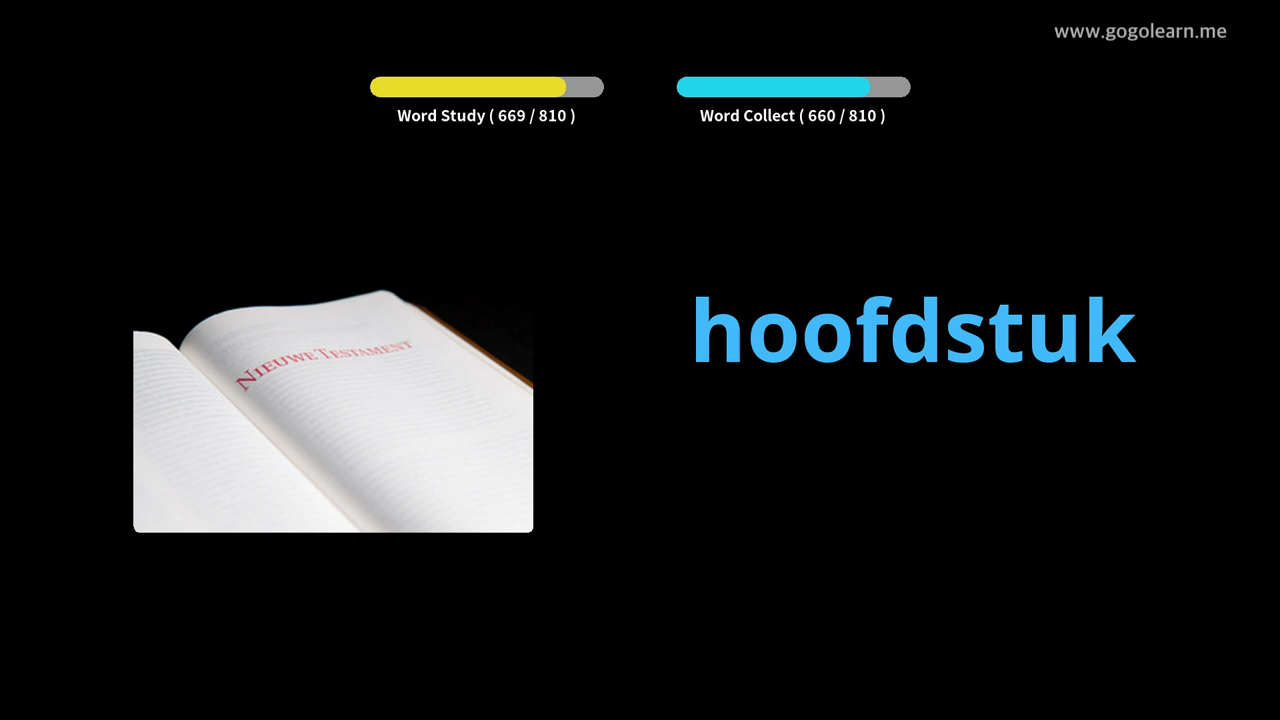 www.gogolearn.me
Word Study ( 669 / 810 )
Word Collect ( 660 / 810 )
NIEUWE TESTAMENT
hoofdstuk